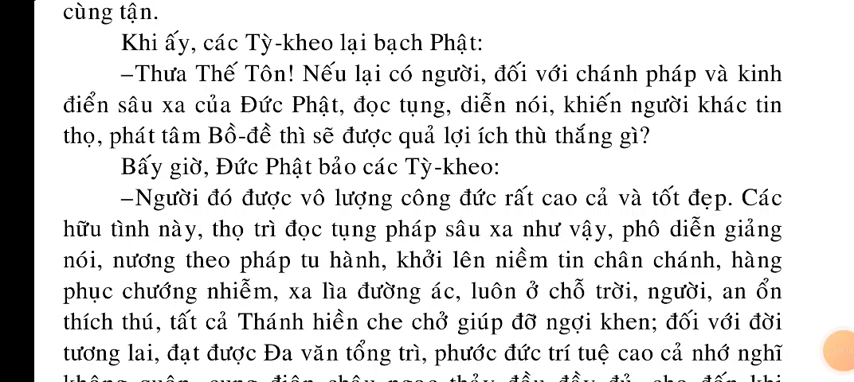 cùng tận.
Khi ấy, các Tỳ-kheo lại bạch Phật:
–Thưa Thế Tôn! Nếu lại có người, đối với chánh pháp và kinh
điển sâu xa của Đức Phật, đọc tụng, diễn nói, khiến người khác tin
thọ, phát tâm Bồ-đề thì sẽ được quả lợi ích thù thắng gì?
Bấy giờ, Đức Phật bảo các Tỳ-kheo:
–Người đó được vô lượng công đức rất cao cả và tốt đẹp. Các
hữu tình này, thọ trì đọc tụng pháp sâu xa như vậy, phô diễn giảng
nói, nương theo pháp tu hành, khởi lên niềm tin chân chánh, hàng
phục chướng nhiễm, xa lìa đường ác, luôn ở chỗ trời, người, an ổn
thích thú, tất cả Thánh hiền che chở giúp đỡ ngợi khen; đối với đời
tương lai, đạt được Đa văn tổng trì, phước đức trí tuệ cao cả nhớ nghĩ